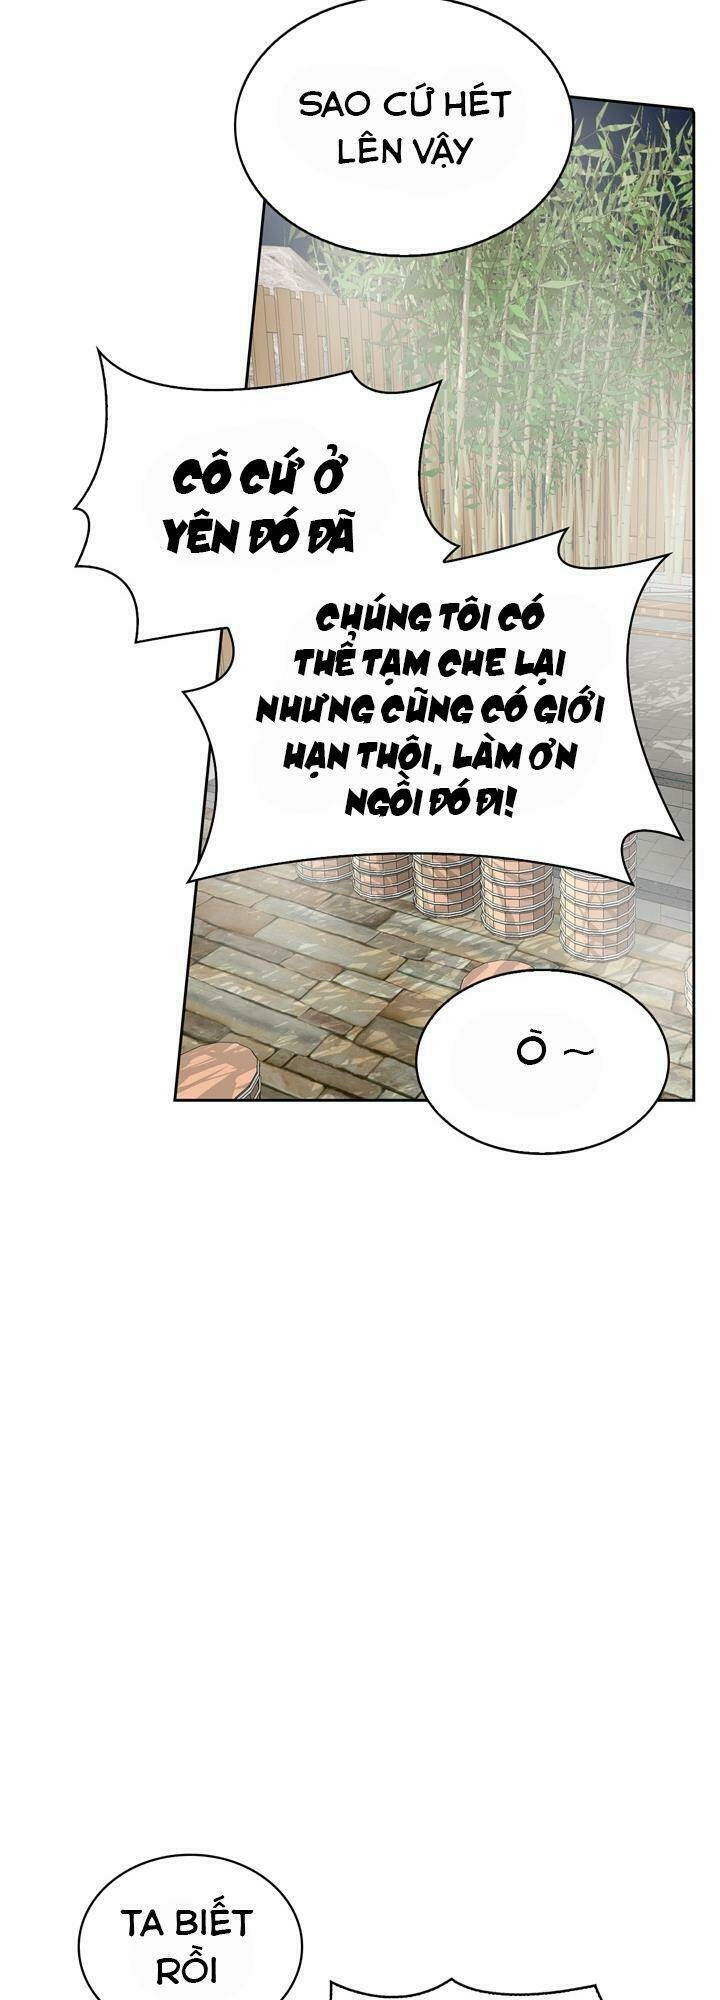 SAO CỨ HÉT
LÊN VẬY
CÔ CỨ Ở
YÊN ĐÓ ĐÃ
CHÚNG TÔI CÓ
THỂ TẠM CHE LẠI
NHƯNG CŨNG CÓ GIỚI
HẠN THÔI, LÀM ƠN
NGỒI ĐÓ ĐI!
Ò ~
TA BIẾT
RỒI